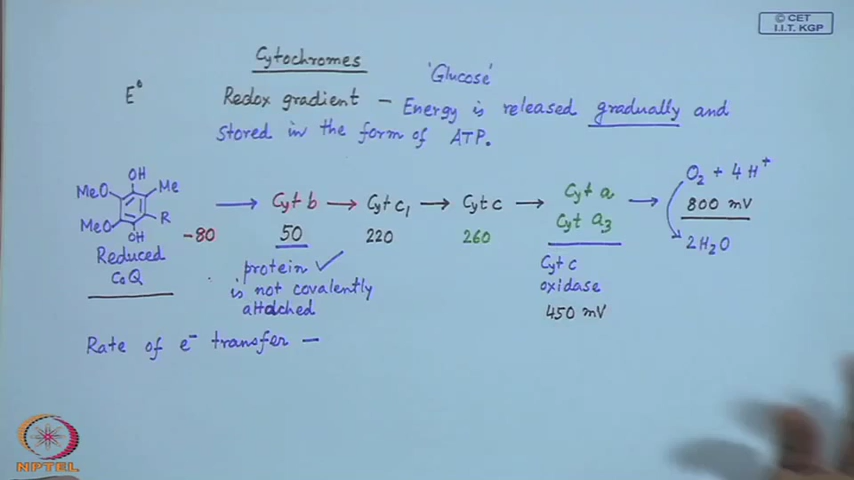 © CET
I.I.T. KGP
Cytochromes
'Glucose'
E°
Redox gradient – Energy is released gradually and
stored in the form of ATP.
OH
MeO
Me
MeO
R
OH
Reduced
CoQ
-80
→ Cyt b → Cyt c₁ → Cyt c → Cyt a
Cyt a₃
→ O₂ + 4H⁺
50
220
260
800 mV
2H₂O
protein ✓
is not covalently
attached
Cyt c
oxidase
450 mV
Rate of e⁻ transfer –
NPTEL